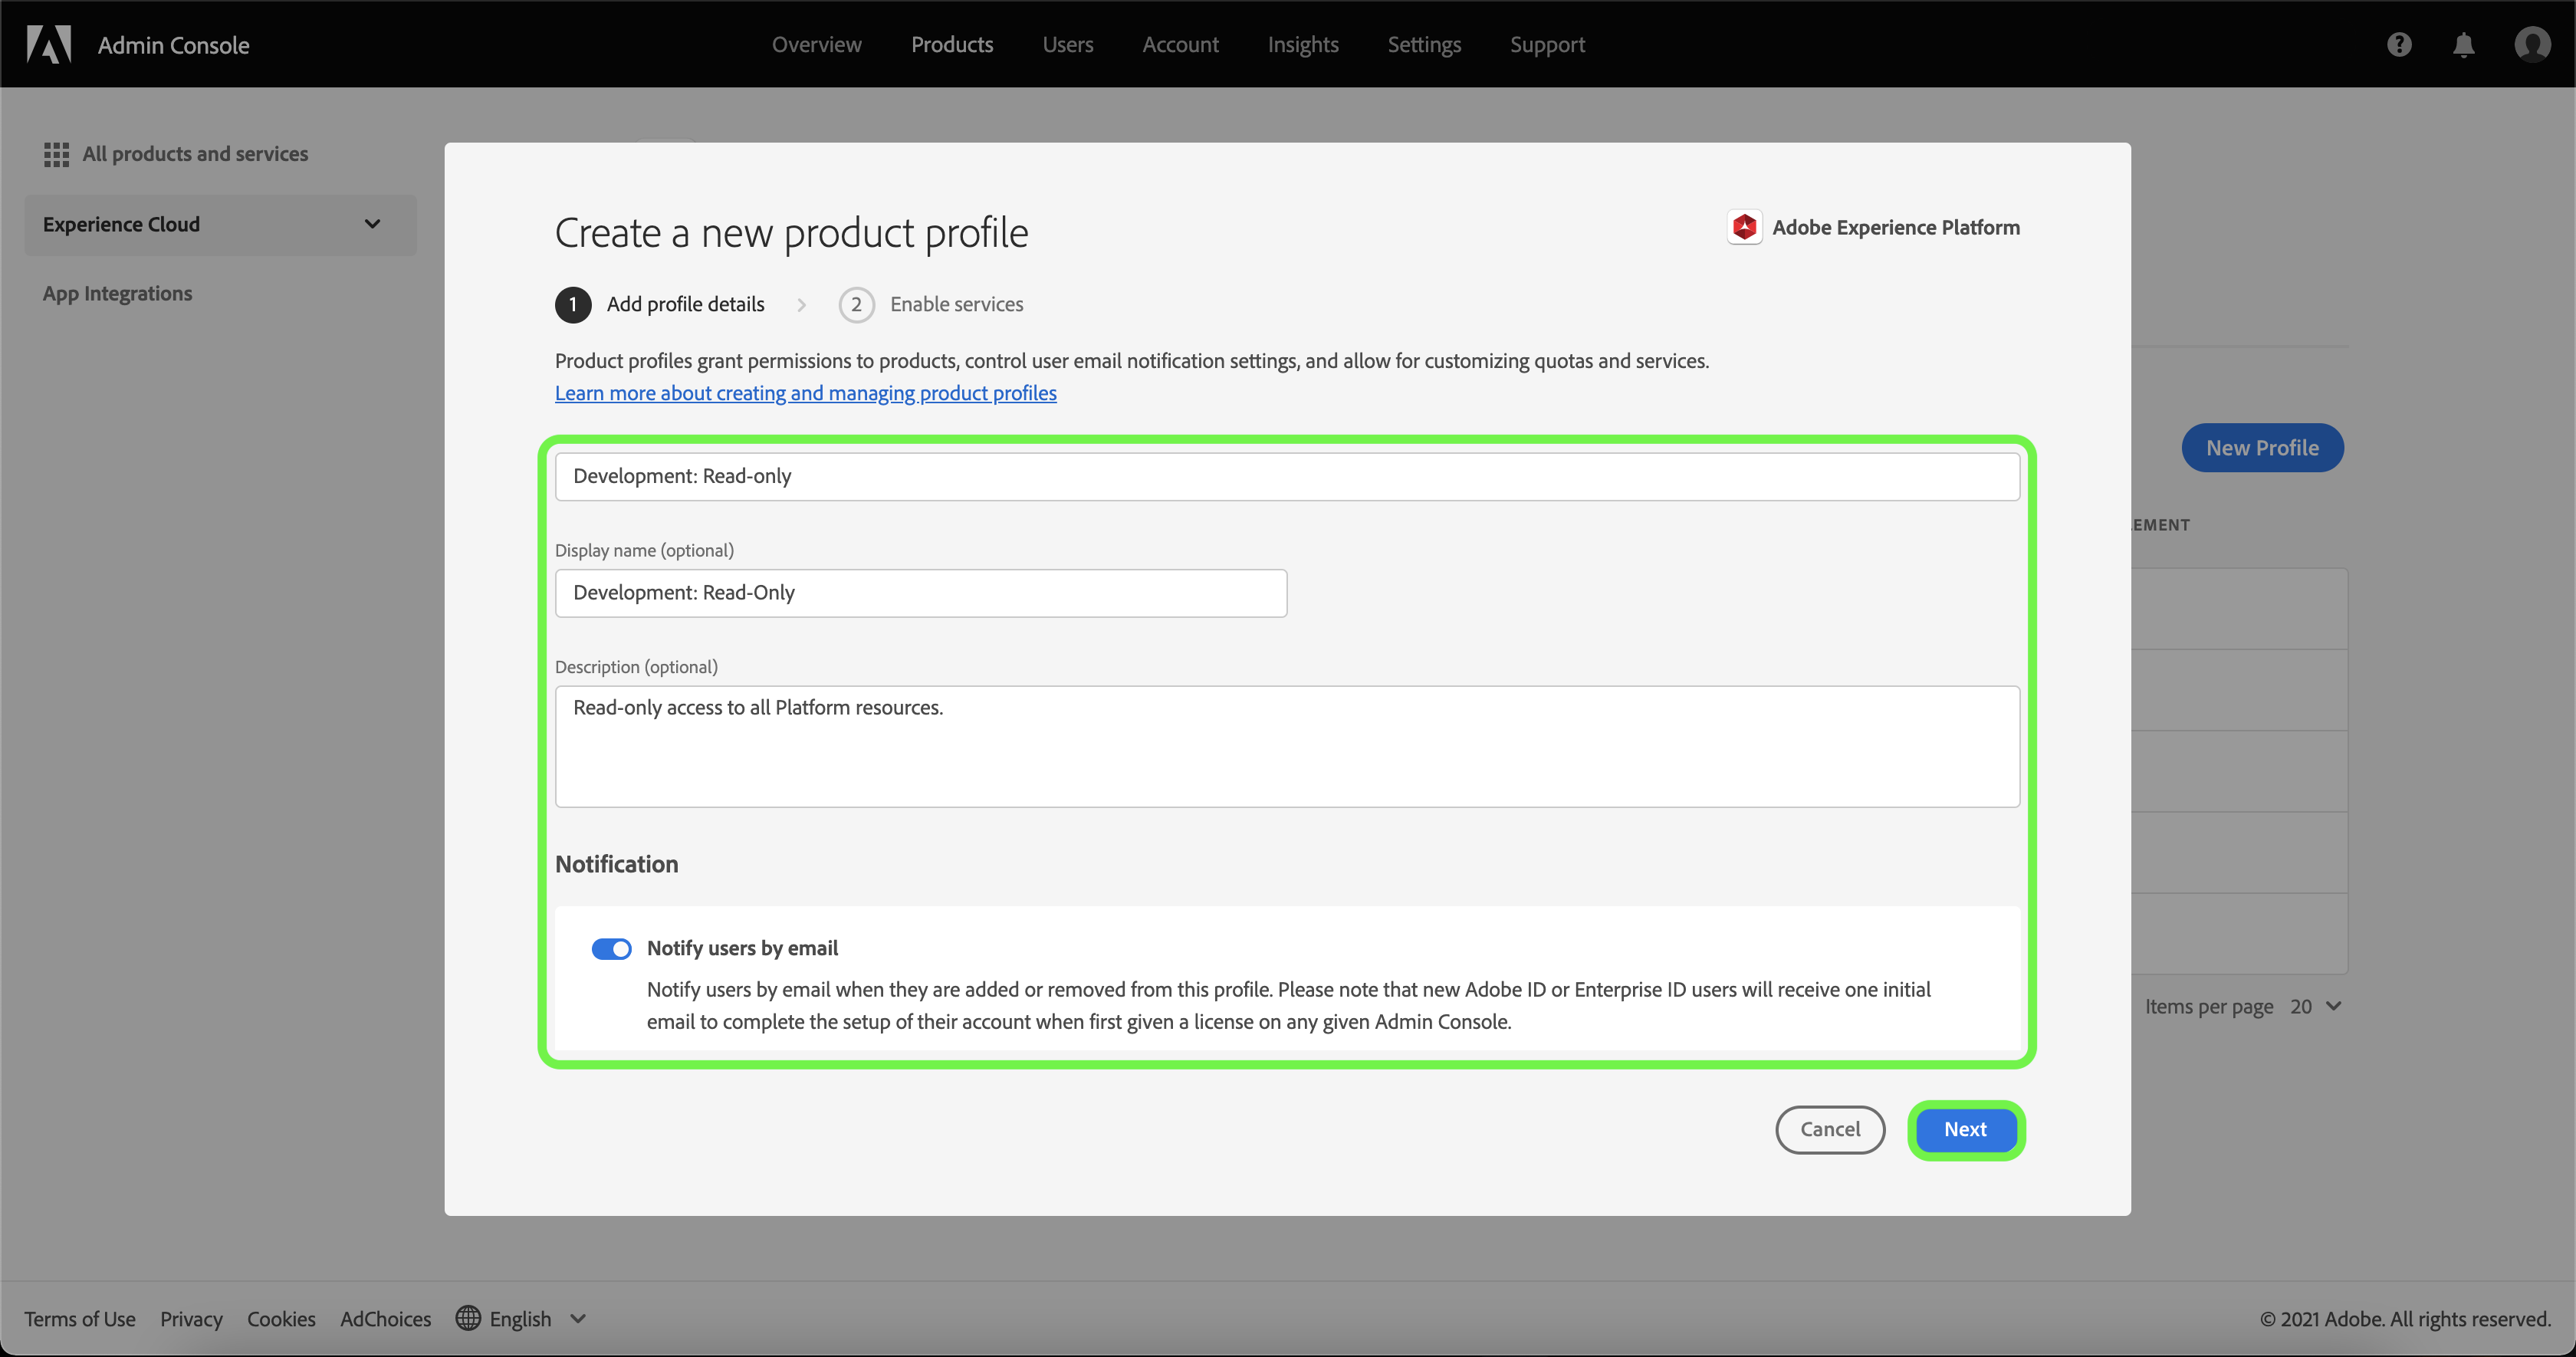 Admin Console
Overview
Products
Users
Account
Insights
Settings
Support
All products and services
Experience Cloud
App Integrations
Create a new product profile
Adobe Experience Platform
1 Add profile details
2 Enable services
Product profiles grant permissions to products, control user email notification settings, and allow for customizing quotas and services.
Learn more about creating and managing product profiles
New Profile
Development: Read-only
Display name (optional)
Development: Read-Only
Description (optional)
Read-only access to all Platform resources.
Notification
Notify users by email
Notify users by email when they are added or removed from this profile. Please note that new Adobe ID or Enterprise ID users will receive one initial
email to complete the setup of their account when first given a license on any given Admin Console.
Items per page 20
Cancel
Next
Terms of Use
Privacy
Cookies
AdChoices
English
© 2021 Adobe. All rights reserved.